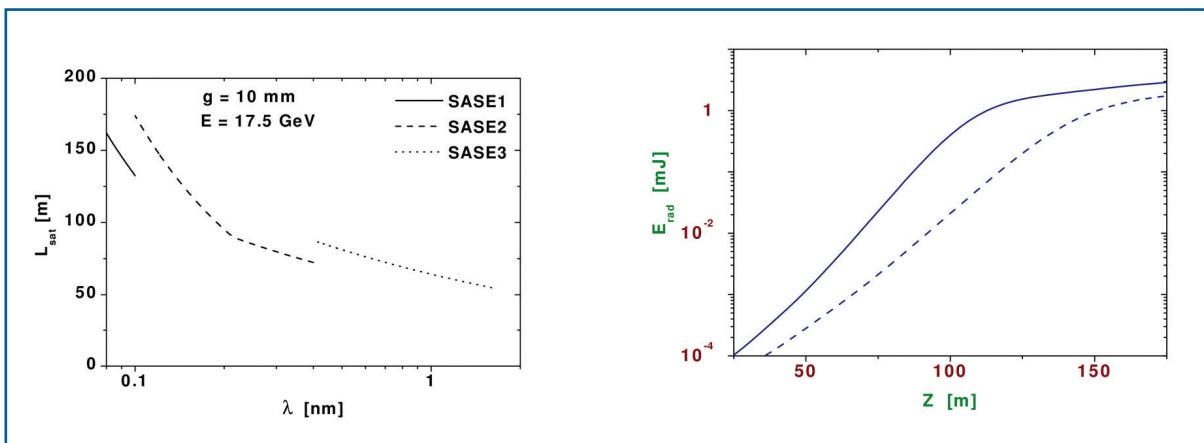 200
150
100
50
0
L_sat [m]
g = 10 mm
E = 17.5 GeV
SASE1
SASE2
SASE3
0.1
1
λ [nm]
1
10^-2
10^-4
E_rad [mJ]
50
100
150
Z [m]